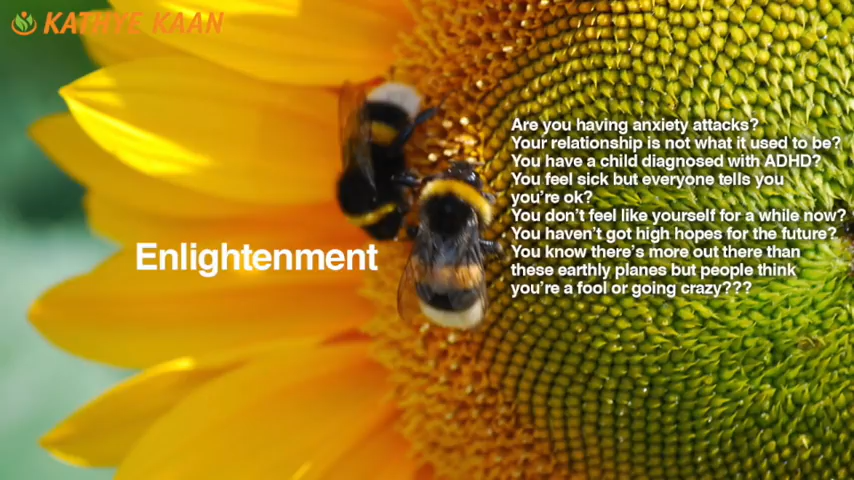 KATHYE KAAN
Enlightenment
Are you having anxiety attacks?
Your relationship is not what it used to be?
You have a child diagnosed with ADHD?
You feel sick but everyone tells you
you're ok?
You don't feel like yourself for a while now?
You haven't got high hopes for the future?
You know there's more out there than
these earthly planes but people think
you're a fool or going crazy???